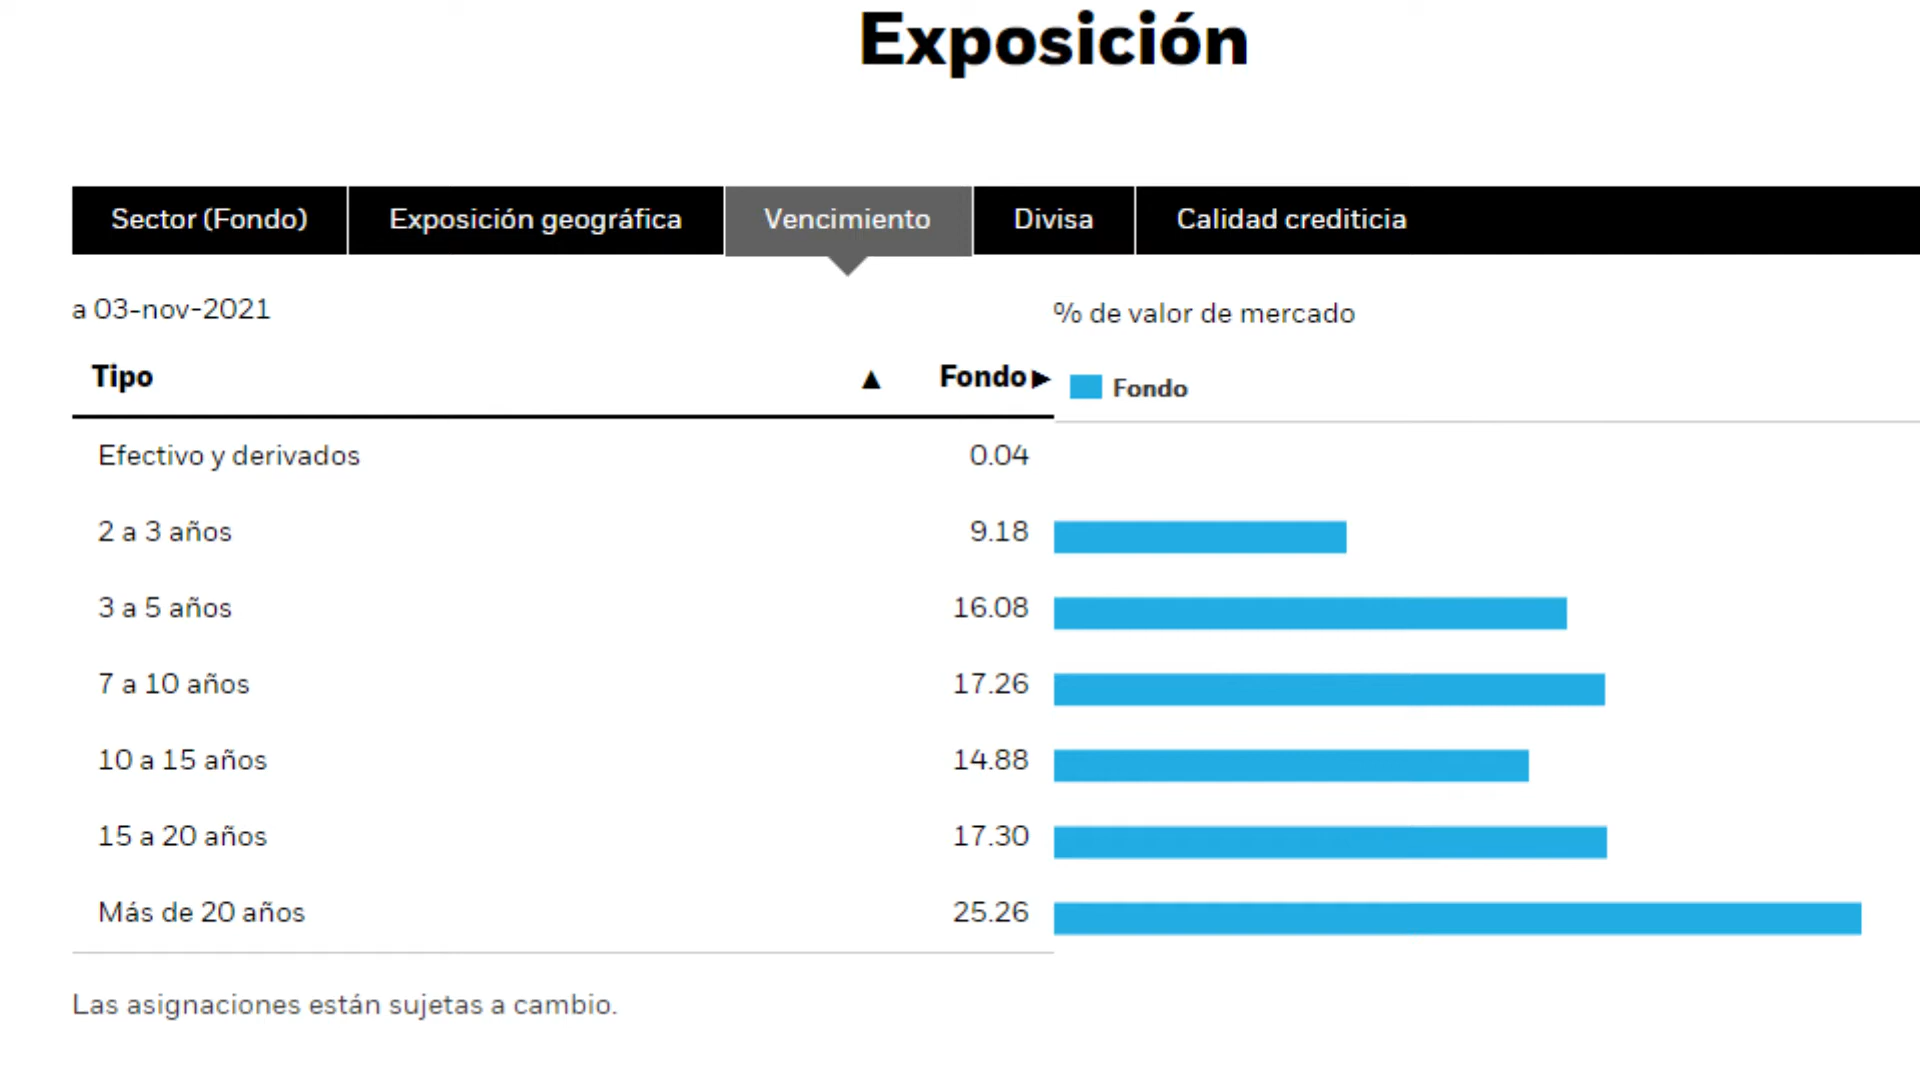 Exposición
Sector (Fondo) Exposición geográfica Vencimiento Divisa Calidad crediticia
a 03-nov-2021
% de valor de mercado
Tipo ▲ Fondo▶
Fondo
Efectivo y derivados 0.04
2 a 3 años 9.18
3 a 5 años 16.08
7 a 10 años 17.26
10 a 15 años 14.88
15 a 20 años 17.30
Más de 20 años 25.26
Las asignaciones están sujetas a cambio.